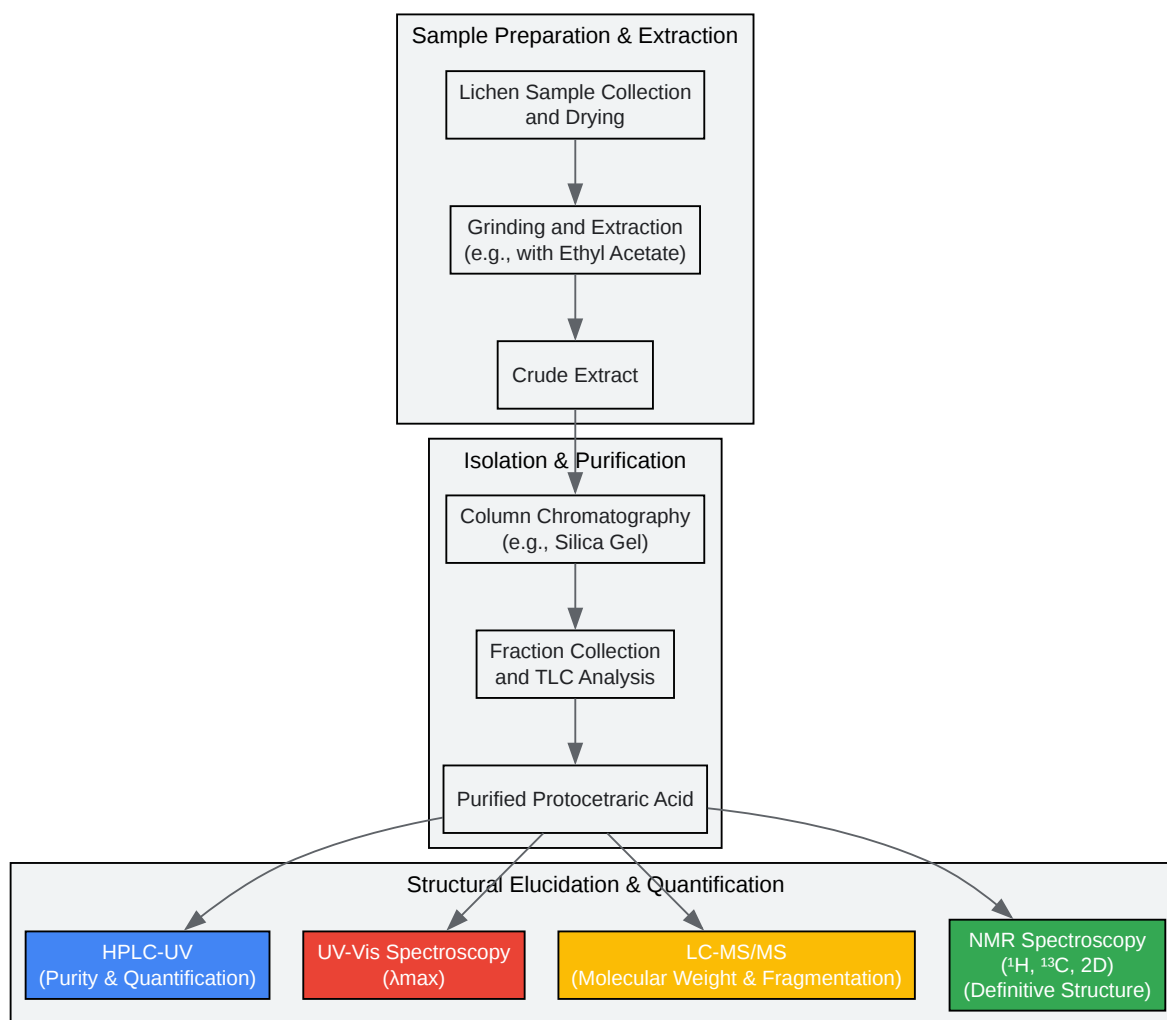 Sample Preparation & Extraction
Lichen Sample Collection
and Drying
Grinding and Extraction
(e.g., with Ethyl Acetate)
Crude Extract
Isolation & Purification
Column Chromatography
(e.g., Silica Gel)
Fraction Collection
and TLC Analysis
Purified Protocetraric Acid
Structural Elucidation & Quantification
HPLC-UV
(Purity & Quantification)
UV-Vis Spectroscopy
(λmax)
LC-MS/MS
(Molecular Weight & Fragmentation)
NMR Spectroscopy
(¹H, ¹³C, 2D)
(Definitive Structure)